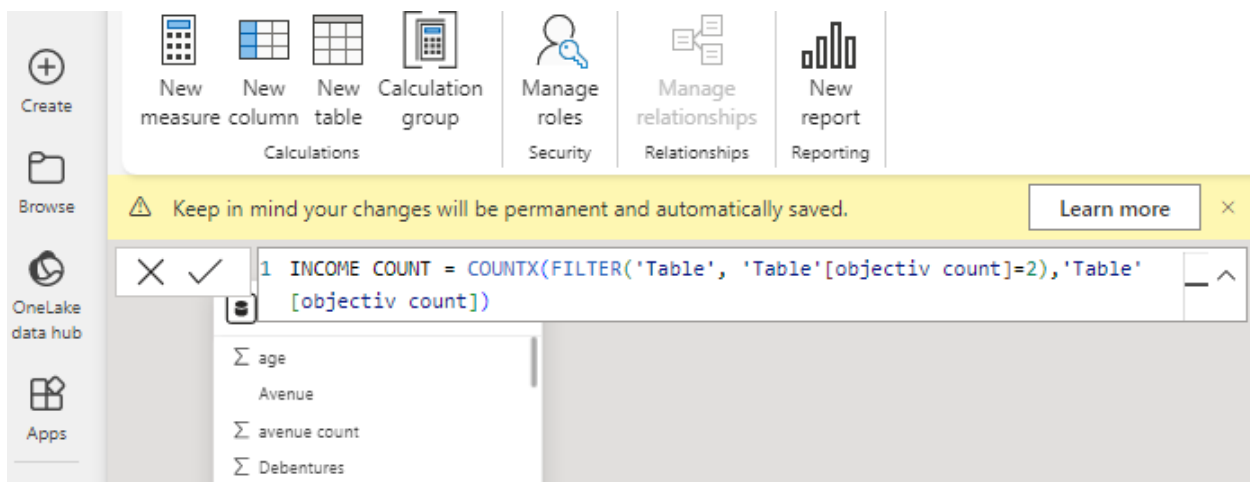 Create
Browse
OneLake
data hub
Apps
New
measure
New
column
New
table
Calculation
group
Calculations
Manage
roles
Security
Manage
relationships
Relationships
New
report
Reporting
Keep in mind your changes will be permanent and automatically saved.
Learn more
1 INCOME COUNT = COUNTX(FILTER('Table', 'Table'[objectiv count]=2),'Table'
[objectiv count])
age
Avenue
avenue count
Debentures